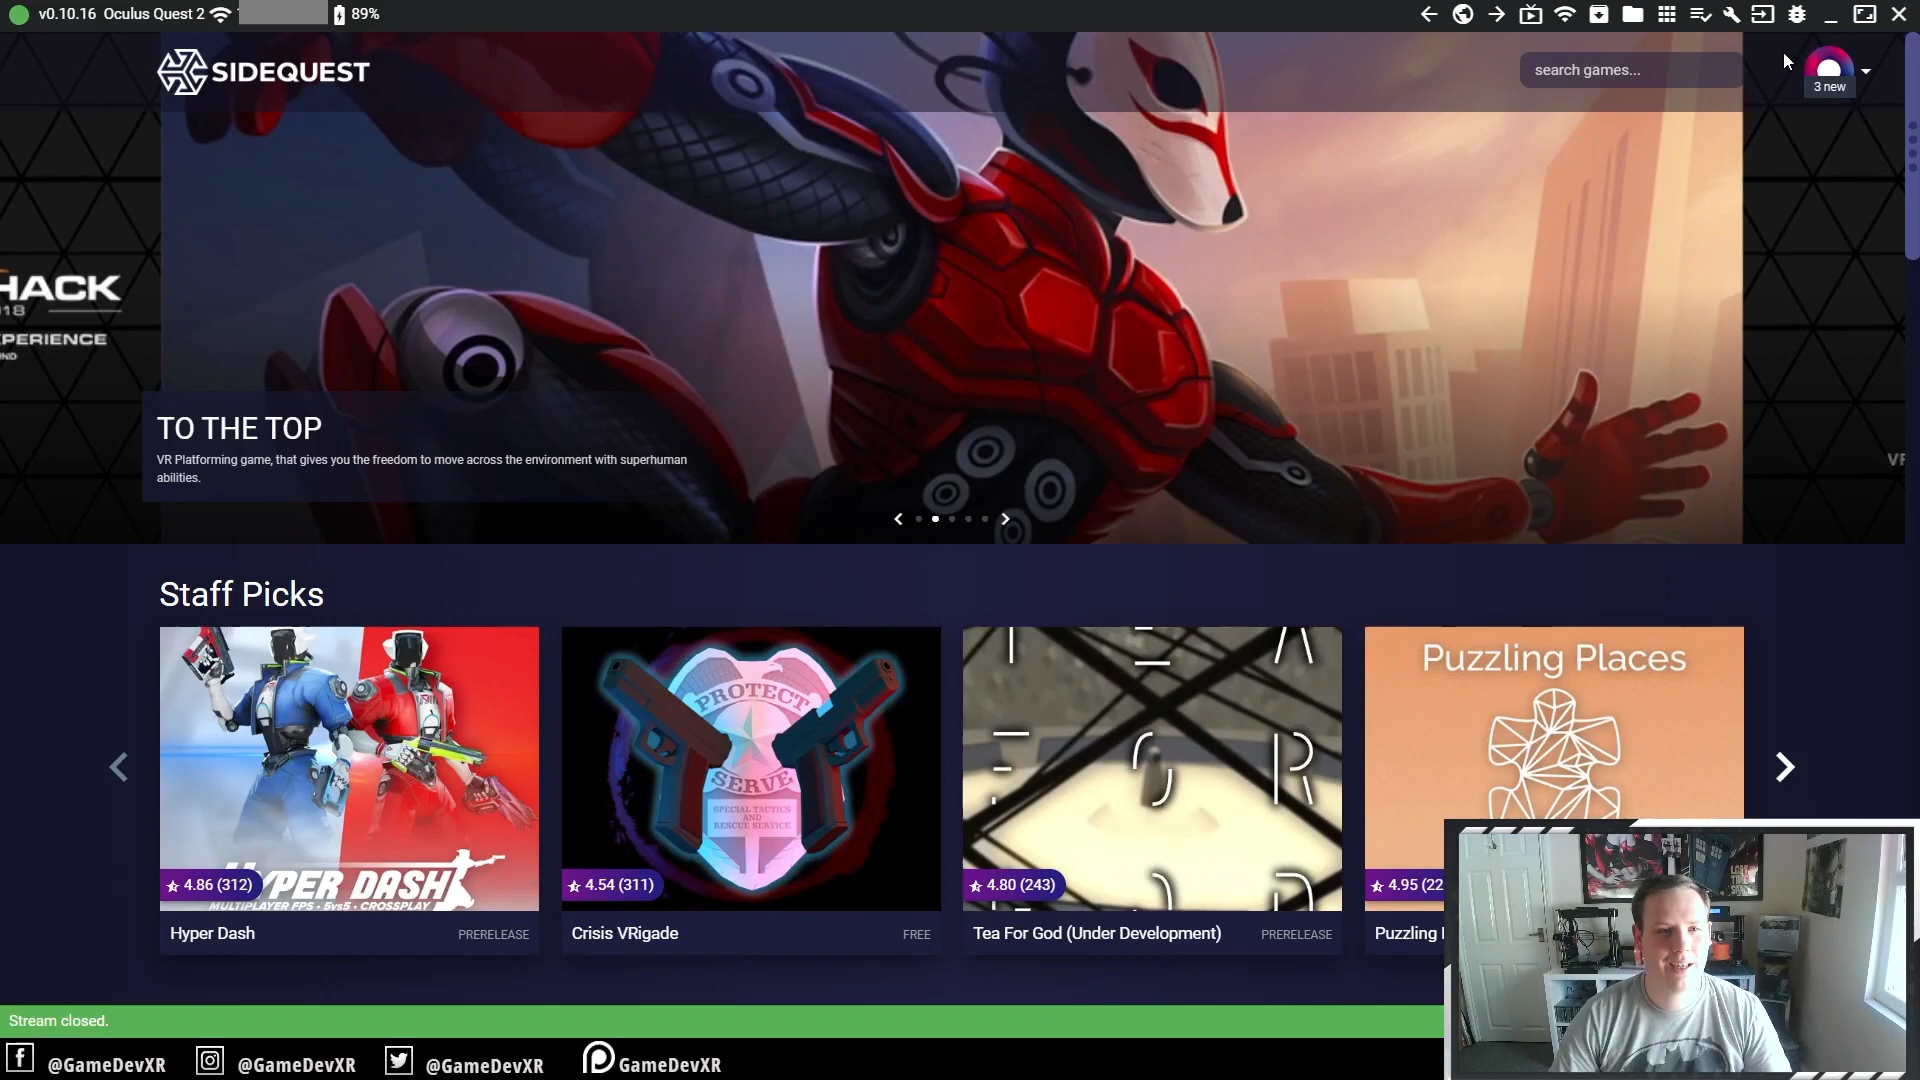 v0.10.16 Oculus Quest 2 89%
SIDEQUEST
search games...
3 new
HACK
EXPERIENCE
TO THE TOP
VR Platforming game, that gives you the freedom to move across the environment with superhuman
abilities.
Staff Picks
PROTECT
SERVE
SPECIAL TACTICS
AND
RESCUE SERVICE
Puzzling Places
4.86 (312)
4.54 (311)
4.80 (243)
4.95 (22
HYPER DASH
MULTIPLAYER FPS • 5vs5 • CROSSPLAY
Hyper Dash PRERELEASE
Crisis VRigade FREE
Tea For God (Under Development) PRERELEASE
Puzzling
Stream closed.
@GameDevXR @GameDevXR @GameDevXR GameDevXR